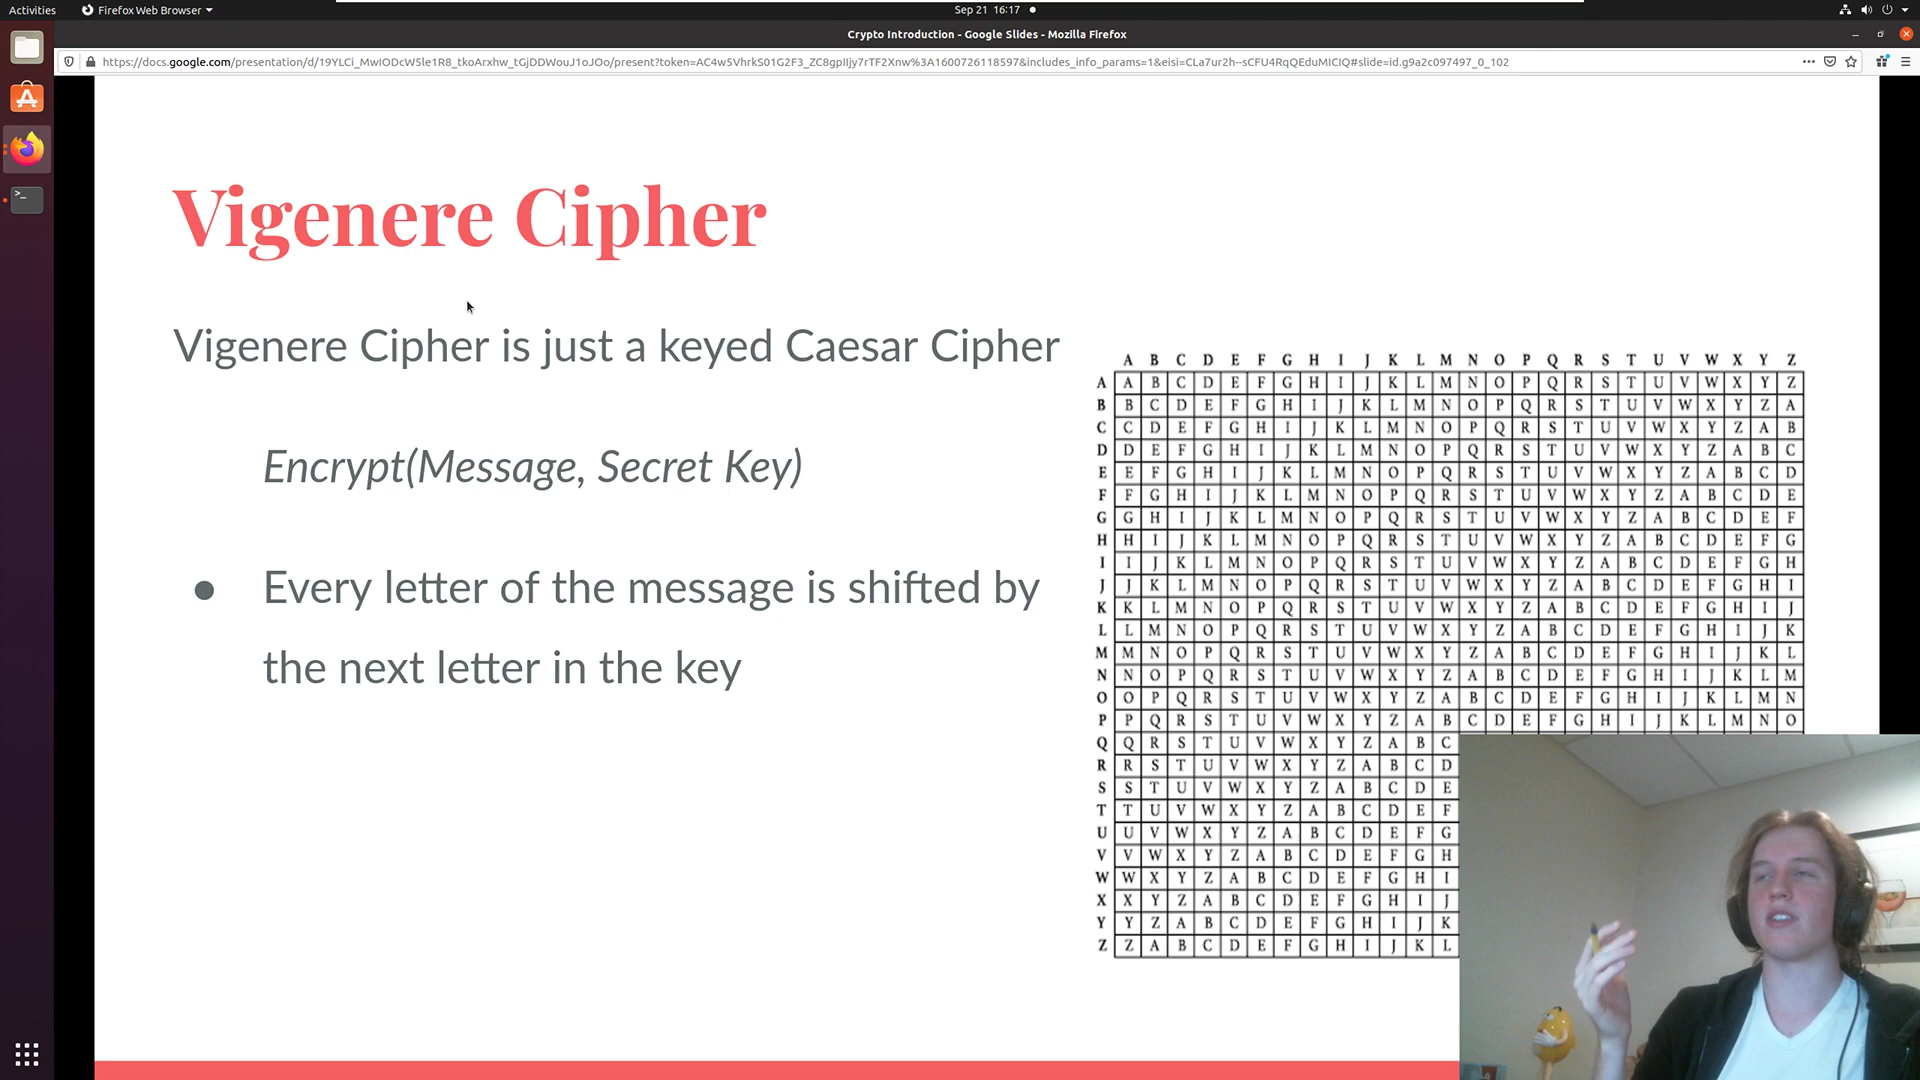 Activities
Firefox Web Browser
Sep 21 16:17
Crypto Introduction - Google Slides - Mozilla Firefox
Vigenere Cipher
Vigenere Cipher is just a keyed Caesar Cipher
Encrypt(Message, Secret Key)
● Every letter of the message is shifted by
the next letter in the key
A B C D E F G H I J K L M N O P Q R S T U V W X Y Z
A A B C D E F G H I J K L M N O P Q R S T U V W X Y Z
B B C D E F G H I J K L M N O P Q R S T U V W X Y Z A
C C D E F G H I J K L M N O P Q R S T U V W X Y Z A B
D D E F G H I J K L M N O P Q R S T U V W X Y Z A B C
E E F G H I J K L M N O P Q R S T U V W X Y Z A B C D
F F G H I J K L M N O P Q R S T U V W X Y Z A B C D E
G G H I J K L M N O P Q R S T U V W X Y Z A B C D E F
H H I J K L M N O P Q R S T U V W X Y Z A B C D E F G
I I J K L M N O P Q R S T U V W X Y Z A B C D E F G H
J J K L M N O P Q R S T U V W X Y Z A B C D E F G H I
K K L M N O P Q R S T U V W X Y Z A B C D E F G H I J
L L M N O P Q R S T U V W X Y Z A B C D E F G H I J K
M M N O P Q R S T U V W X Y Z A B C D E F G H I J K L
N N O P Q R S T U V W X Y Z A B C D E F G H I J K L M
O O P Q R S T U V W X Y Z A B C D E F G H I J K L M N
P P Q R S T U V W X Y Z A B C D E F G H I J K L M N O
Q Q R S T U V W X Y Z A B C
R R S T U V W X Y Z A B C D
S S T U V W X Y Z A B C D E
T T U V W X Y Z A B C D E F
U U V W X Y Z A B C D E F G
V V W X Y Z A B C D E F G H
W W X Y Z A B C D E F G H I
X X Y Z A B C D E F G H I J
Y Y Z A B C D E F G H I J K
Z Z A B C D E F G H I J K L